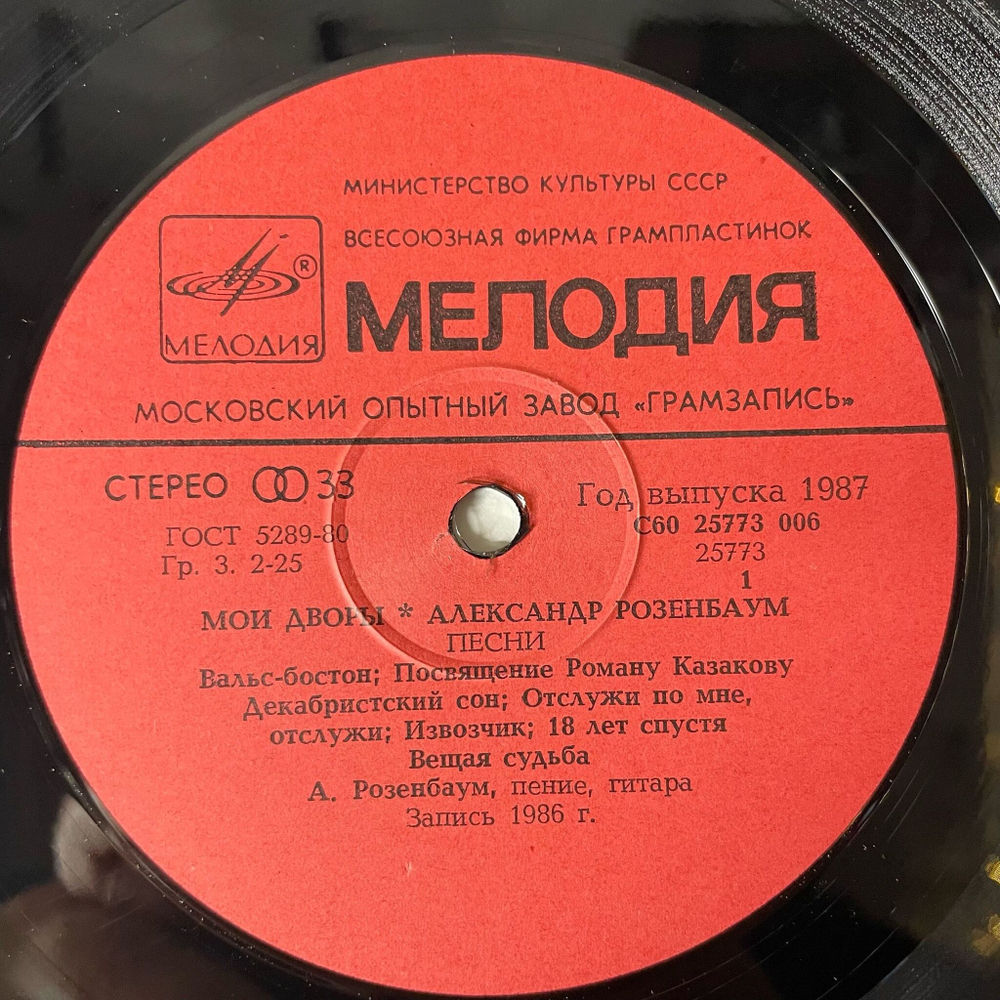 МИНИСТЕРСТВО КУЛЬТУРЫ СССР
ВСЕСОЮЗНАЯ ФИРМА ГРАМПЛАСТИНОК
МЕЛОДИЯ
®
МЕЛОДИЯ
МОСКОВСКИЙ ОПЫТНЫЙ ЗАВОД «ГРАМЗАПИСЬ»
СТЕРЕО 33
Год выпуска 1987
ГОСТ 5289-80
С60 25773 006
Гр. 3. 2-25
25773
1
МОИ ДВОРЫ * АЛЕКСАНДР РОЗЕНБАУМ
ПЕСНИ
Вальс-бостон; Посвящение Роману Казакову
Декабристский сон; Отслужи по мне,
отслужи; Извозчик; 18 лет спустя
Вещая судьба
А. Розенбаум, пение, гитара
Запись 1986 г.